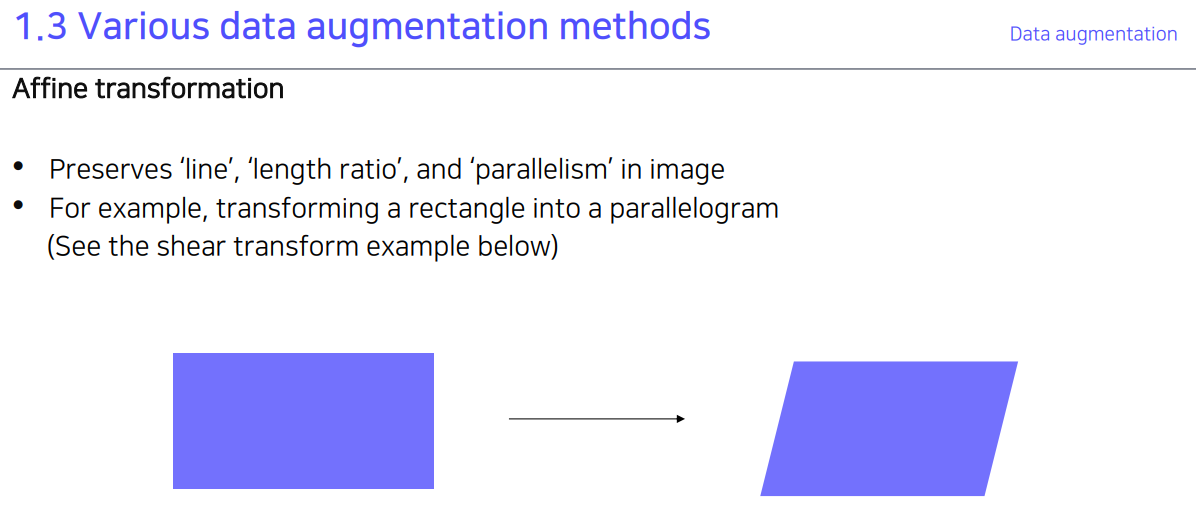 1.3 Various data augmentation methods
Data augmentation
Affine transformation
• Preserves ‘line’, ‘length ratio’, and ‘parallelism’ in image
• For example, transforming a rectangle into a parallelogram
(See the shear transform example below)